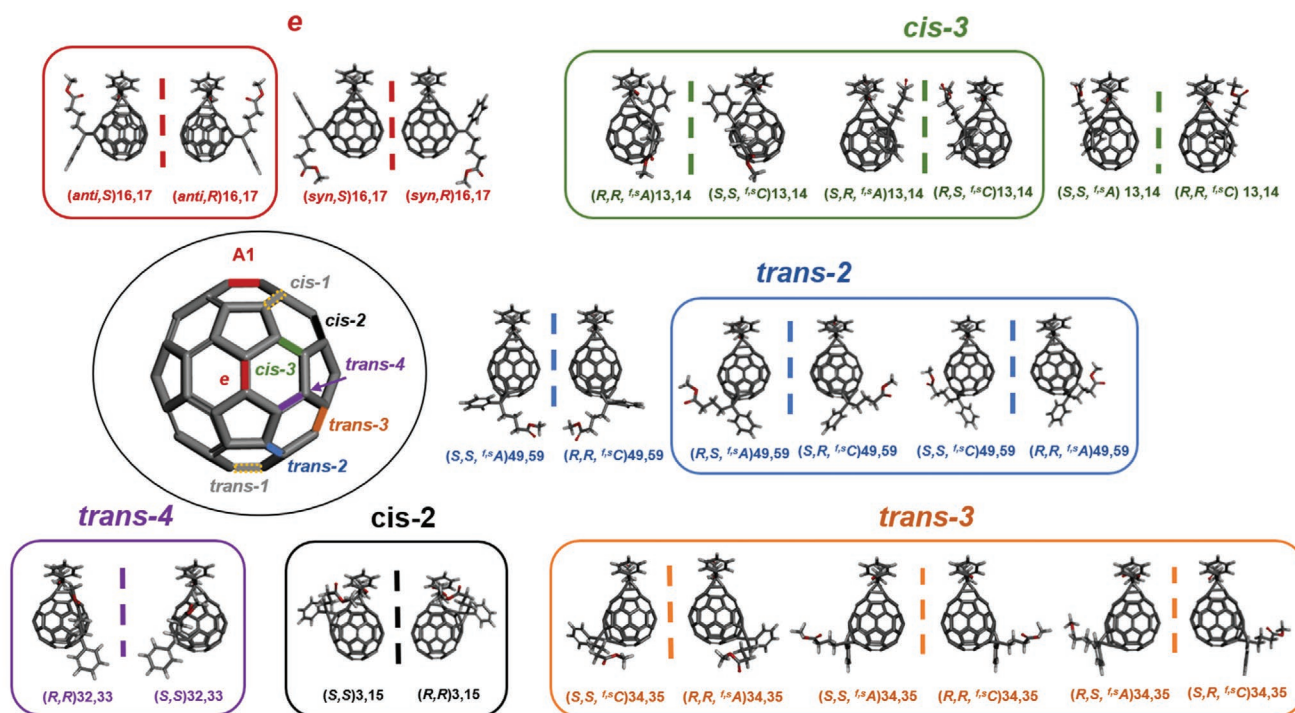 e
cis-3
(anti,S)16,17 (anti,R)16,17 (syn,S)16,17 (syn,R)16,17
(R,R, f,sA)13,14 (S,S, f,sC)13,14 (S,R, f,sA)13,14 (R,S, f,sC)13,14 (S,S, f,sA) 13,14 (R,R, f,sC) 13,14
A1
cis-1
cis-2
cis-3
e
trans-4
trans-3
trans-2
trans-1
trans-2
(S,S, f,sA)49,59 (R,R, f,sC)49,59 (R,S, f,sA)49,59 (S,R, f,sC)49,59 (S,S, f,sC)49,59 (R,R, f,sA)49,59
trans-4
cis-2
trans-3
(R,R)32,33 (S,S)32,33
(S,S)3,15 (R,R)3,15
(S,S, f,sC)34,35 (R,R, f,sA)34,35 (S,S, f,sA)34,35 (R,R, f,sC)34,35 (R,S, f,sA)34,35 (S,R, f,sC)34,35